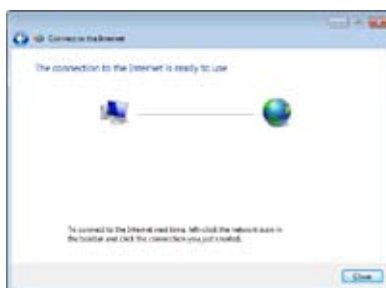 Connect to the Internet
The connection to the Internet is ready to use
To connect to the Internet next time, left-click the network icon in
the taskbar and click the connection you just created.
Close